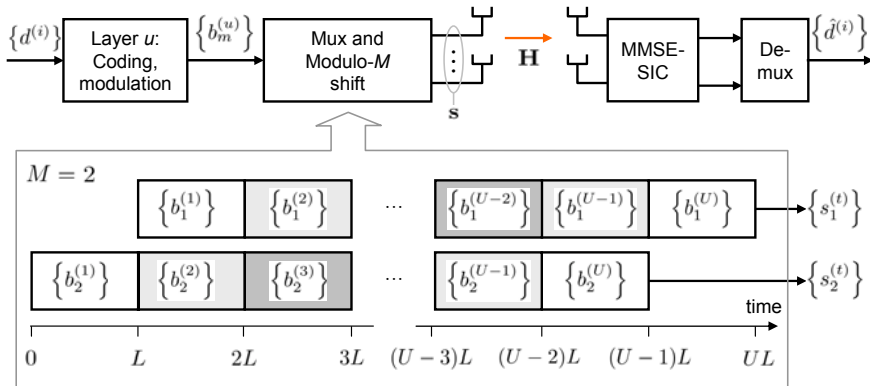 {d^{(i)}}
Layer u:
Coding,
modulation
{b_m^{(u)}}
Mux and
Modulo-M
shift
s
H
MMSE-
SIC
De-
mux
{\hat{d}^{(i)}}
M = 2
{b_1^{(1)}} {b_1^{(2)}} ... {b_1^{(U-2)}} {b_1^{(U-1)}} {b_1^{(U)}} {s_1^{(t)}}
{b_2^{(1)}} {b_2^{(2)}} {b_2^{(3)}} ... {b_2^{(U-1)}} {b_2^{(U)}} {s_2^{(t)}}
time
0 L 2L 3L (U − 3)L (U − 2)L (U − 1)L UL